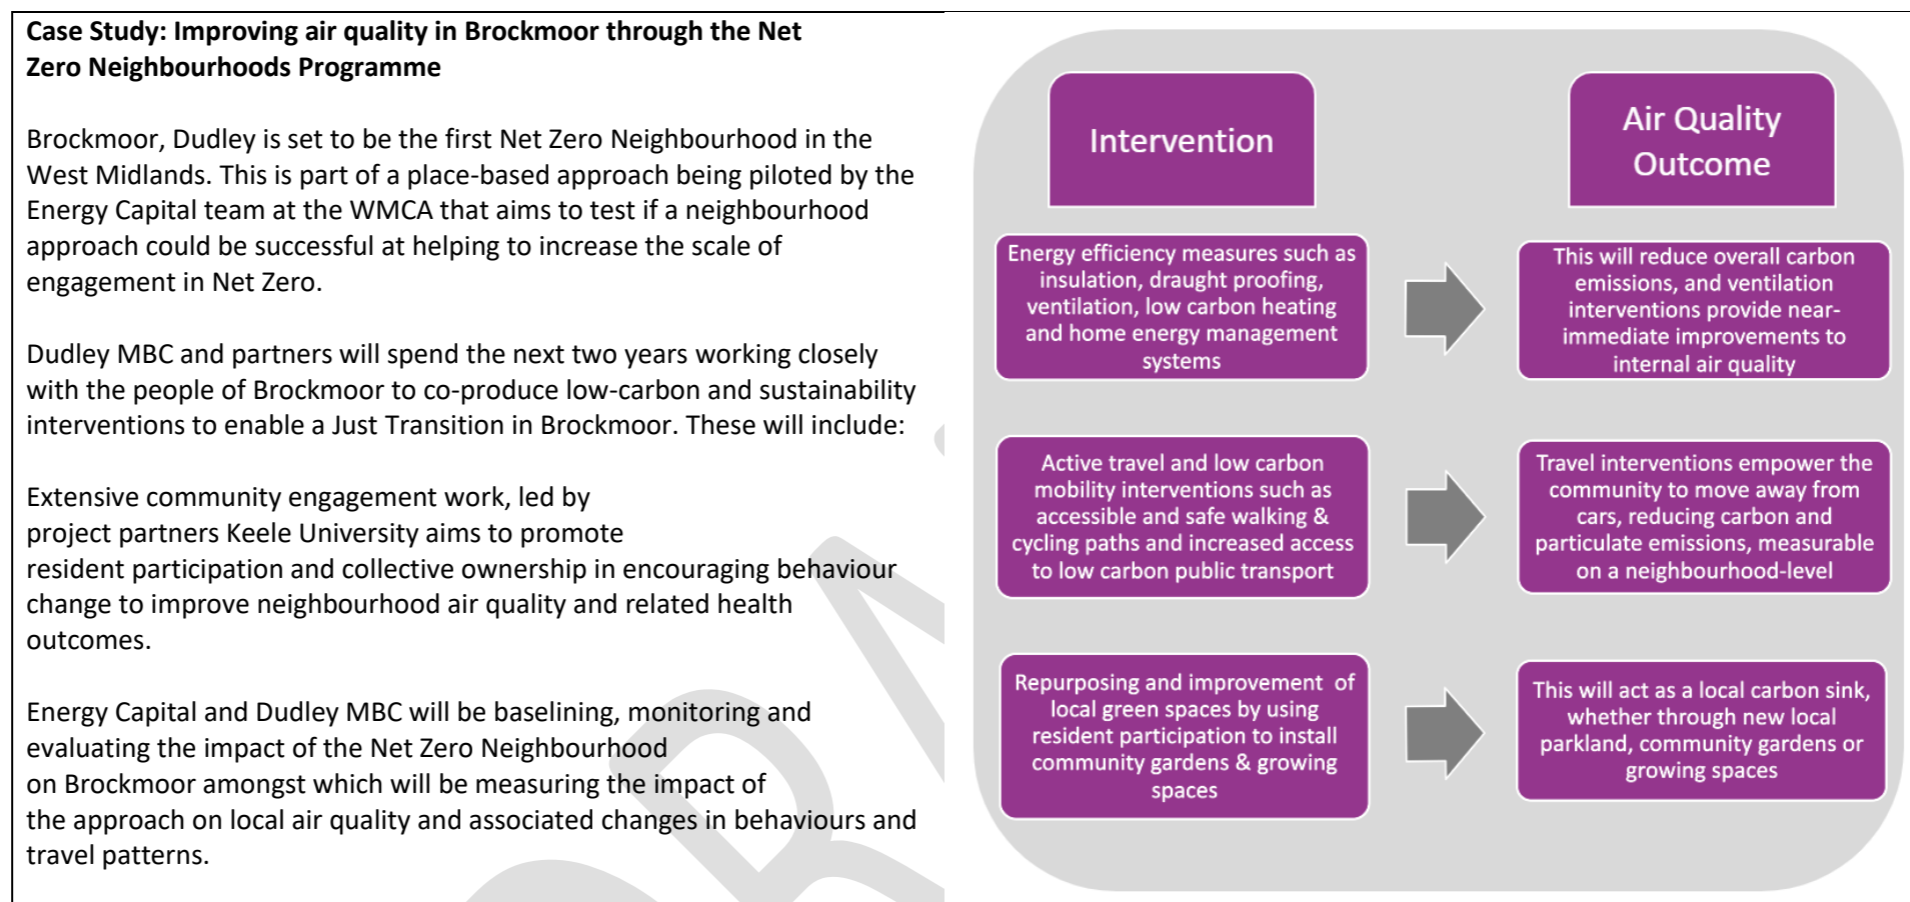 Case Study: Improving air quality in Brockmoor through the Net
Zero Neighbourhoods Programme
Brockmoor, Dudley is set to be the first Net Zero Neighbourhood in the
West Midlands. This is part of a place-based approach being piloted by the
Energy Capital team at the WMCA that aims to test if a neighbourhood
approach could be successful at helping to increase the scale of
engagement in Net Zero.
Dudley MBC and partners will spend the next two years working closely
with the people of Brockmoor to co-produce low-carbon and sustainability
interventions to enable a Just Transition in Brockmoor. These will include:
Extensive community engagement work, led by
project partners Keele University aims to promote
resident participation and collective ownership in encouraging behaviour
change to improve neighbourhood air quality and related health
outcomes.
Energy Capital and Dudley MBC will be baselining, monitoring and
evaluating the impact of the Net Zero Neighbourhood
on Brockmoor amongst which will be measuring the impact of
the approach on local air quality and associated changes in behaviours and
travel patterns.
Intervention
Air Quality
Outcome
Energy efficiency measures such as
insulation, draught proofing,
ventilation, low carbon heating
and home energy management
systems
This will reduce overall carbon
emissions, and ventilation
interventions provide near-
immediate improvements to
internal air quality
Active travel and low carbon
mobility interventions such as
accessible and safe walking &
cycling paths and increased access
to low carbon public transport
Travel interventions empower the
community to move away from
cars, reducing carbon and
particulate emissions, measurable
on a neighbourhood-level
Repurposing and improvement of
local green spaces by using
resident participation to install
community gardens & growing
spaces
This will act as a local carbon sink,
whether through new local
parkland, community gardens or
growing spaces